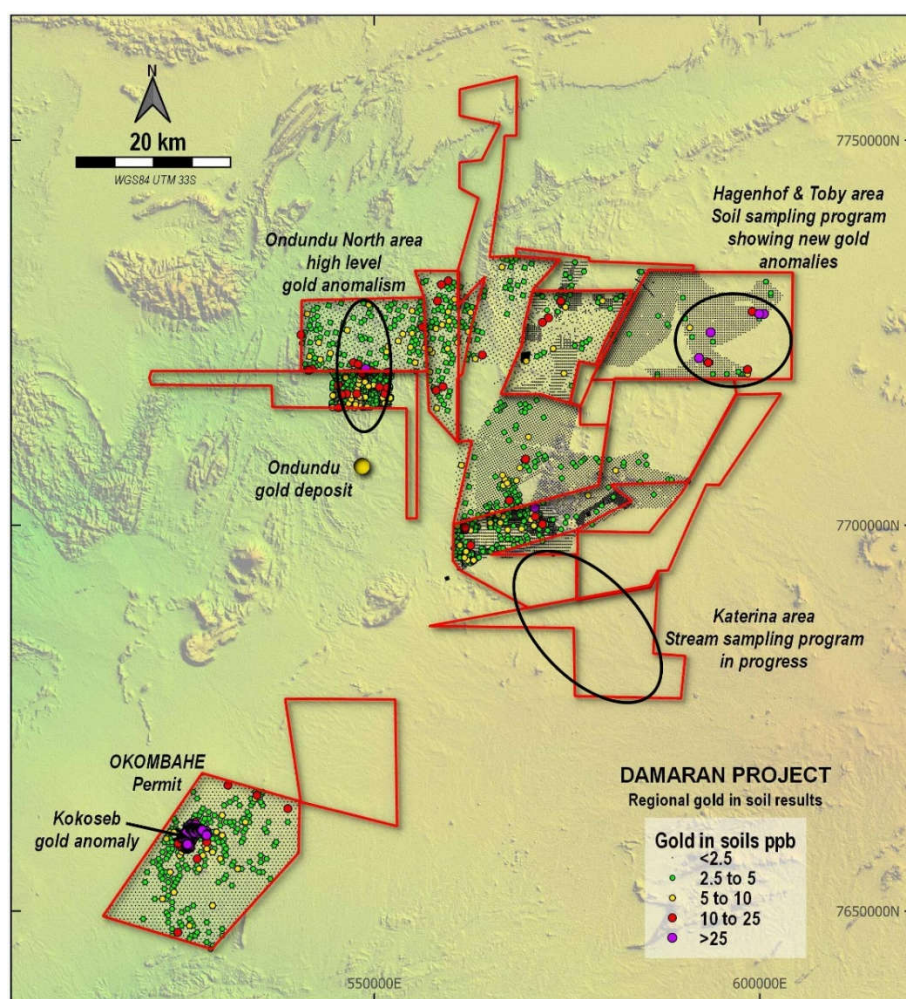 N
20 km
WGS84 UTM 33S
7750000N
Hagenhof & Toby area
Soil sampling program
showing new gold
anomalies
Ondundu North area
high level
gold anomalism
Ondundu
gold deposit
7700000N
Katerina area
Stream sampling program
in progress
OKOMBAHE
Permit
Kokoseb
gold anomaly
DAMARAN PROJECT
Regional gold in soil results
Gold in soils ppb
<2.5
2.5 to 5
5 to 10
10 to 25
>25
7650000N
550000E
600000E